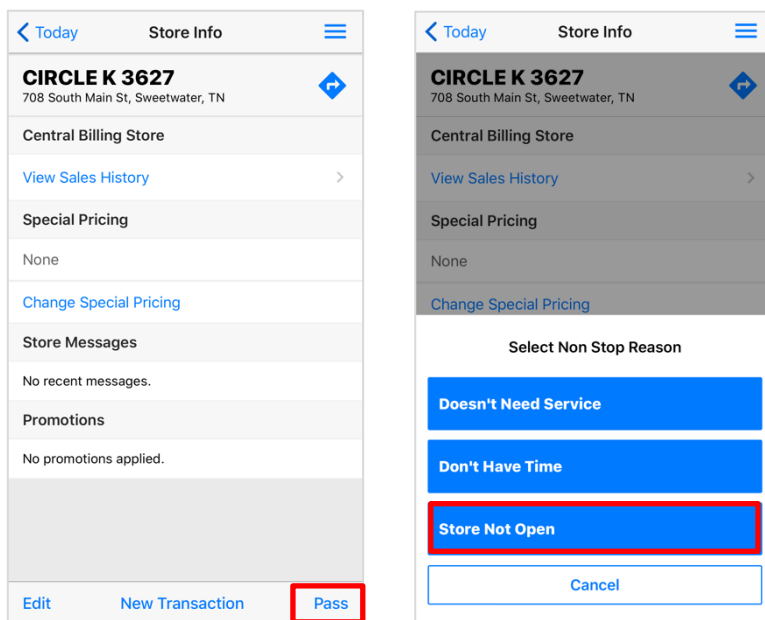 Today
Store Info
CIRCLE K 3627
708 South Main St, Sweetwater, TN
Central Billing Store
View Sales History
Special Pricing
None
Change Special Pricing
Store Messages
No recent messages.
Promotions
No promotions applied.
Edit
New Transaction
Pass
Today
Store Info
CIRCLE K 3627
708 South Main St, Sweetwater, TN
Central Billing Store
View Sales History
Special Pricing
None
Change Special Pricing
Select Non Stop Reason
Doesn't Need Service
Don't Have Time
Store Not Open
Cancel